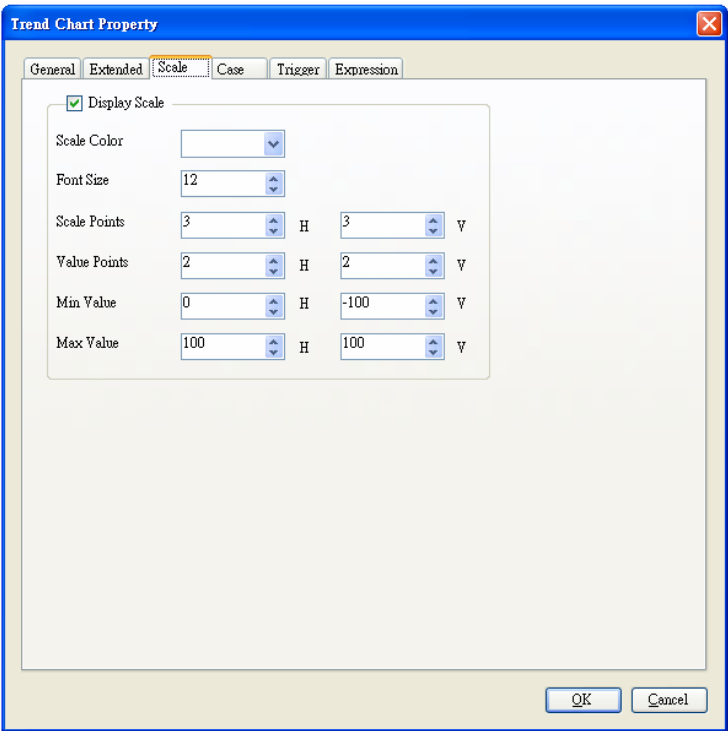 Trend Chart Property
General Extended Scale Case Trigger Expression
Display Scale
Scale Color
Font Size 12
Scale Points 3 H 3 V
Value Points 2 H 2 V
Min Value 0 H -100 V
Max Value 100 H 100 V
OK Cancel